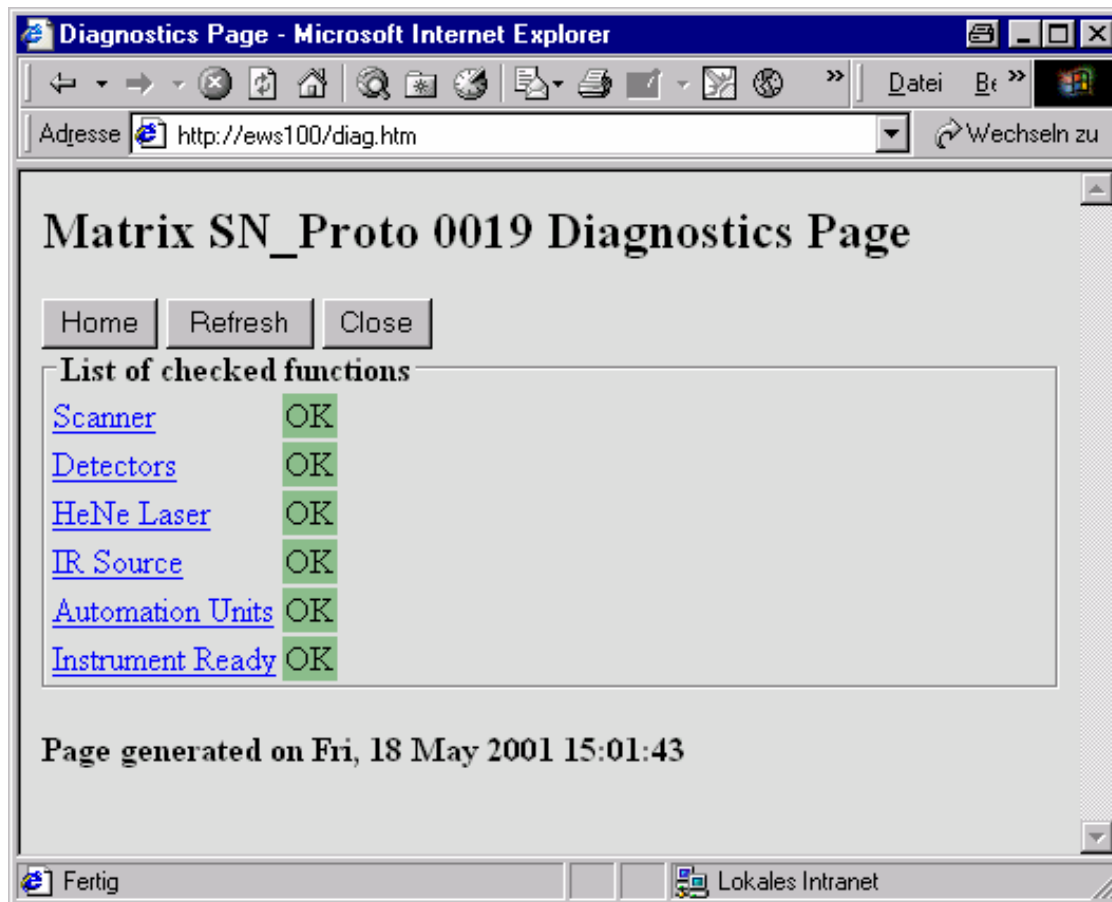 Diagnostics Page - Microsoft Internet Explorer
» Datei Be »
Adresse http://ews100/diag.htm Wechseln zu
Matrix SN_Proto 0019 Diagnostics Page
Home Refresh Close
List of checked functions
Scanner OK
Detectors OK
HeNe Laser OK
IR Source OK
Automation Units OK
Instrument Ready OK
Page generated on Fri, 18 May 2001 15:01:43
Fertig Lokales Intranet